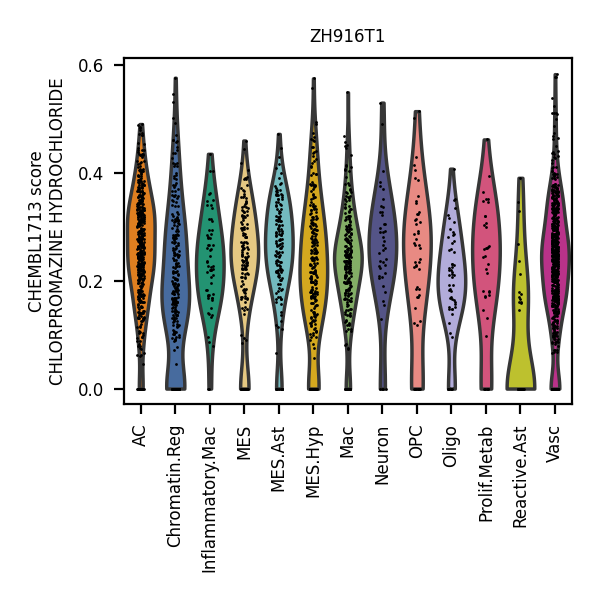 ZH916T1
CHEMBL1713 score
CHLORPROMAZINE HYDROCHLORIDE
0.6
0.4
0.2
0.0
AC
Chromatin.Reg
Inflammatory.Mac
MES
MES.Ast
MES.Hyp
Mac
Neuron
OPC
Oligo
Prolif.Metab
Reactive.Ast
Vasc